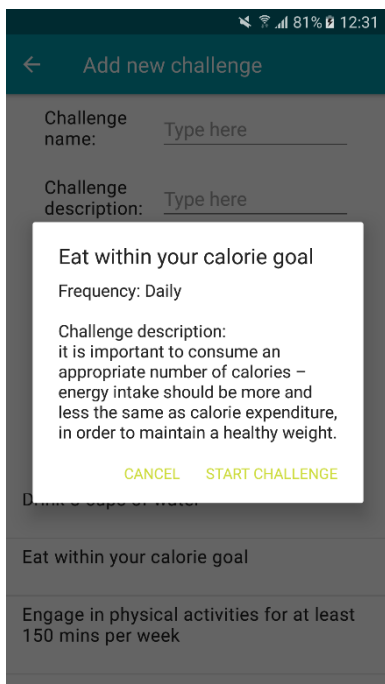 81% 12:31
Add new challenge
Challenge
name:
Type here
Challenge
description:
Type here
Eat within your calorie goal
Frequency: Daily
Challenge description:
it is important to consume an
appropriate number of calories –
energy intake should be more and
less the same as calorie expenditure,
in order to maintain a healthy weight.
CANCEL START CHALLENGE
Eat within your calorie goal
Engage in physical activities for at least
150 mins per week